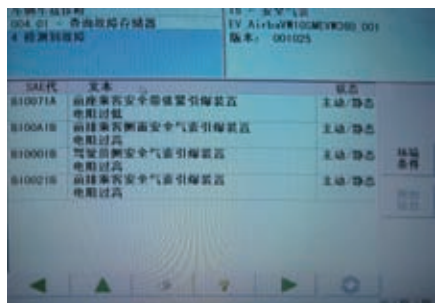 004.01 - 查询故障存储器
4 检测到故障
15 - 安全气囊
EV_AirbaVW10G
版本: 001025
SAE代 文本 状态
B10071A 前座乘客安全带张紧引爆装置 主动/静态
电阻过低
B100A1B 前排乘客侧面安全气囊引爆装置 主动/静态
电阻过高
B10001B 驾驶员侧安全气囊引爆装置 主动/静态
电阻过高
B10021B 前排乘客安全气囊引爆装置 主动/静态
电阻过高
环境
条件